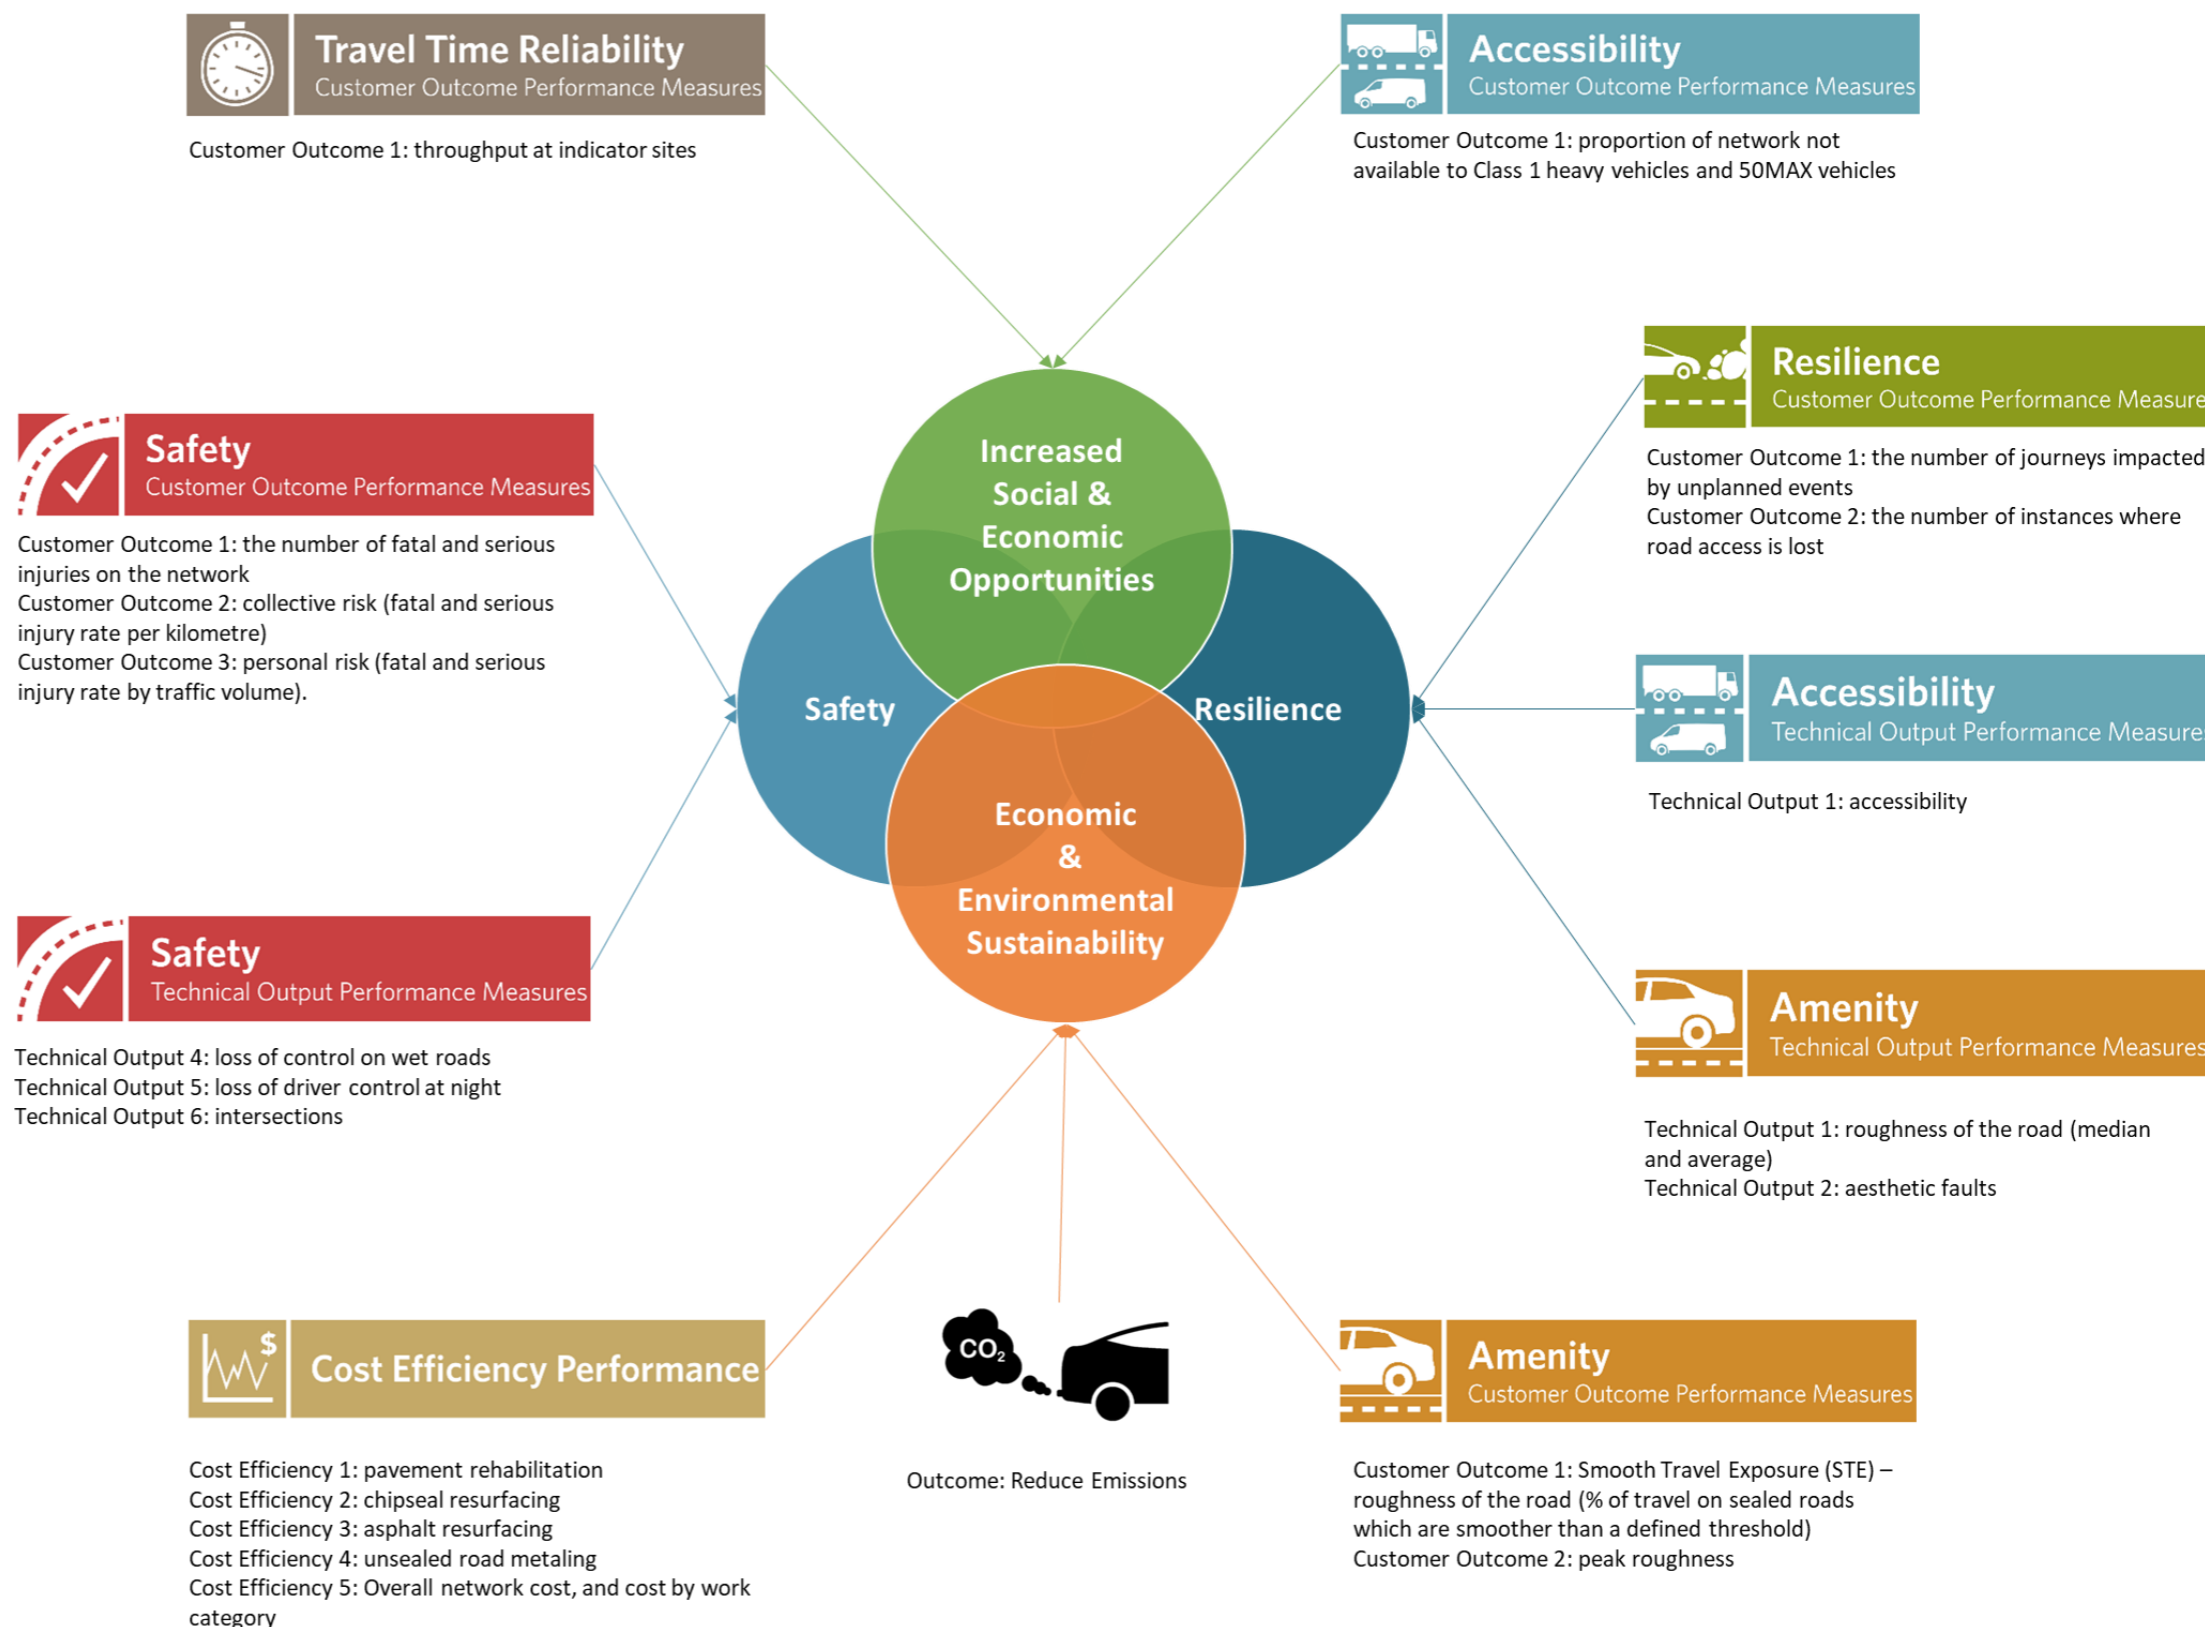 Travel Time Reliability
Customer Outcome Performance Measures
Customer Outcome 1: throughput at indicator sites
Accessibility
Customer Outcome Performance Measures
Customer Outcome 1: proportion of network not
available to Class 1 heavy vehicles and 50MAX vehicles
Safety
Customer Outcome Performance Measures
Customer Outcome 1: the number of fatal and serious
injuries on the network
Customer Outcome 2: collective risk (fatal and serious
injury rate per kilometre)
Customer Outcome 3: personal risk (fatal and serious
injury rate by traffic volume).
Increased
Social &
Economic
Opportunities
Safety
Resilience
Economic
&
Environmental
Sustainability
Resilience
Customer Outcome Performance Measure
Customer Outcome 1: the number of journeys impacted
by unplanned events
Customer Outcome 2: the number of instances where
road access is lost
Accessibility
Technical Output Performance Measures
Technical Output 1: accessibility
Safety
Technical Output Performance Measures
Technical Output 4: loss of control on wet roads
Technical Output 5: loss of driver control at night
Technical Output 6: intersections
Amenity
Technical Output Performance Measures
Technical Output 1: roughness of the road (median
and average)
Technical Output 2: aesthetic faults
$
Cost Efficiency Performance
Cost Efficiency 1: pavement rehabilitation
Cost Efficiency 2: chipseal resurfacing
Cost Efficiency 3: asphalt resurfacing
Cost Efficiency 4: unsealed road metaling
Cost Efficiency 5: Overall network cost, and cost by work
category
CO₂
Outcome: Reduce Emissions
Amenity
Customer Outcome Performance Measures
Customer Outcome 1: Smooth Travel Exposure (STE) –
roughness of the road (% of travel on sealed roads
which are smoother than a defined threshold)
Customer Outcome 2: peak roughness